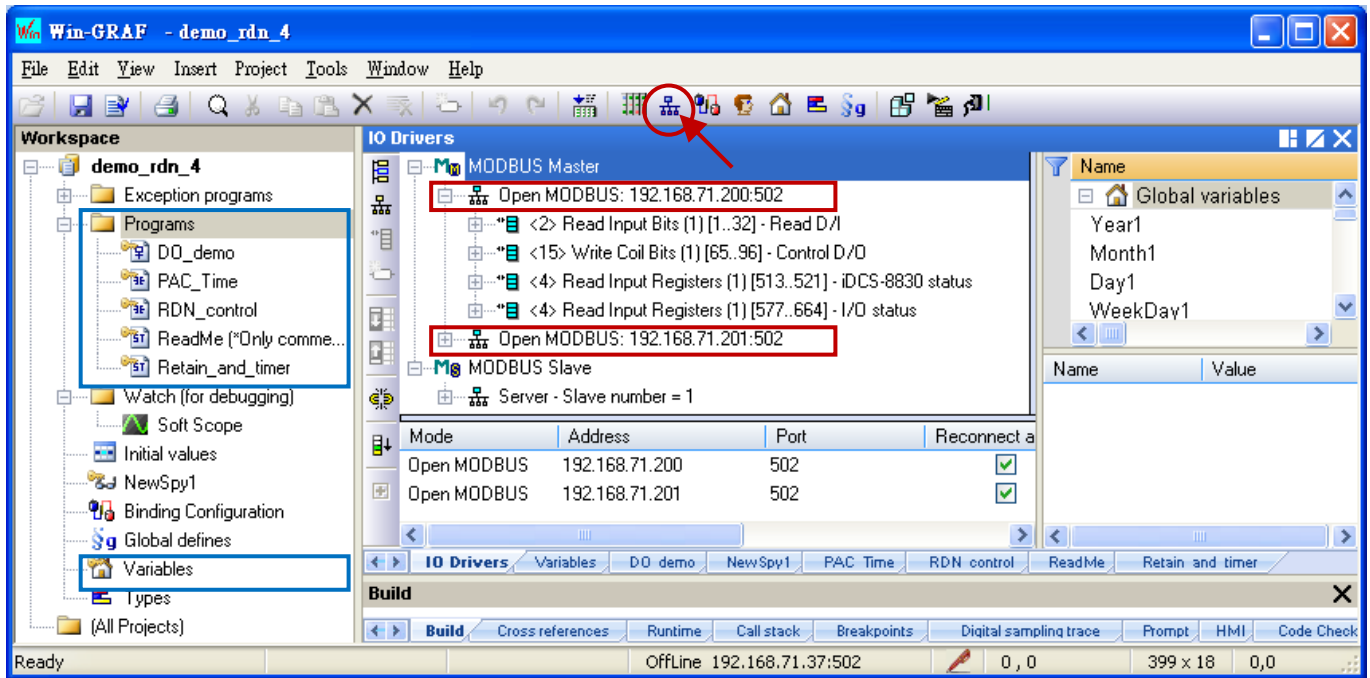 Win-GRAF - demo_rdn_4
File Edit View Insert Project Tools Window Help
Workspace
demo_rdn_4
Exception programs
Programs
DO_demo
PAC_Time
RDN_control
ReadMe (*Only comme...
Retain_and_timer
Watch (for debugging)
Soft Scope
Initial values
NewSpy1
Binding Configuration
Global defines
Variables
Types
(All Projects)
IO Drivers
MODBUS Master
Open MODBUS: 192.168.71.200:502
<2> Read Input Bits (1) [1..32] - Read D/I
<15> Write Coil Bits (1) [65..96] - Control D/O
<4> Read Input Registers (1) [513..521] - iDCS-8830 status
<4> Read Input Registers (1) [577..664] - I/O status
Open MODBUS: 192.168.71.201:502
MODBUS Slave
Server - Slave number = 1
Mode Address Port Reconnect a
Open MODBUS 192.168.71.200 502
Open MODBUS 192.168.71.201 502
Name
Global variables
Year1
Month1
Day1
WeekDay1
Name Value
IO Drivers Variables DO demo NewSpy1 PAC Time RDN control ReadMe Retain and timer
Build
Build Cross references Runtime Call stack Breakpoints Digital sampling trace Prompt HMI Code Check
Ready OffLine 192.168.71.37:502 0 , 0 399 x 18 0,0